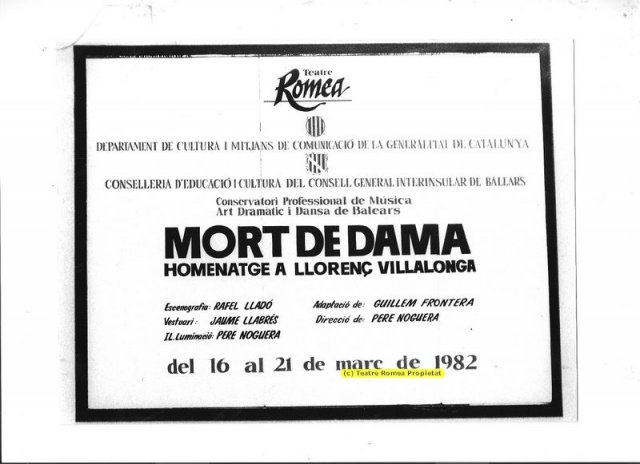 Teatre
Romea
DEPARTAMENT DE CULTURA I MITJANS DE COMUNICACIÓ DE LA GENERALITAT DE CATALUNYA
CONSELLERIA D'EDUCACIÓ I CULTURA DEL CONSELL GENERAL INTERINSULAR DE BALEARS
Conservatori Professional de Música
Art Dramatic i Dansa de Balears
MORT DE DAMA
HOMENATGE A LLORENÇ VILLALONGA
Escenografia: RAFEL LLADÓ
Vestuari: JAUME LLABRÉS
IL.Luminació: PERE NOGUERA
Adaptació de: GUILLEM FRONTERA
Direcció de: PERE NOGUERA
del 16 al 21 de març de 1982
(c) Teatre Romea Propietat